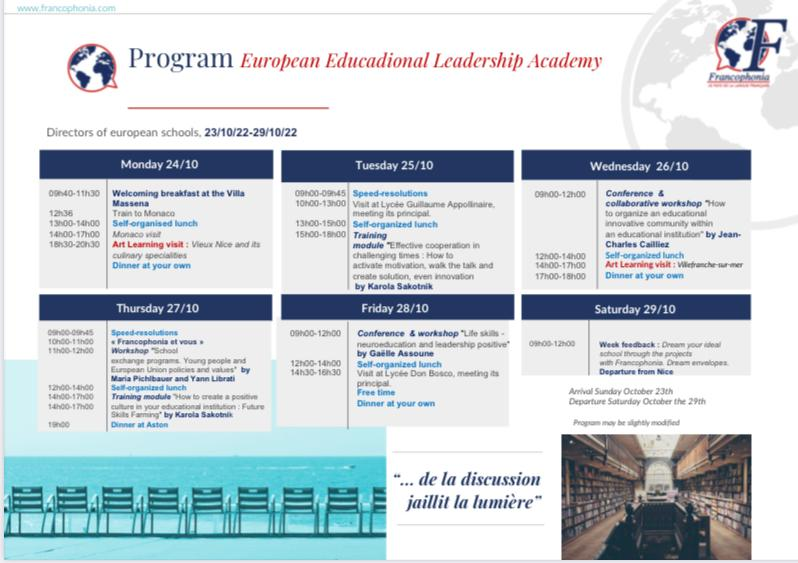 www.francophonia.com
Program European Educadional Leadership Academy
Francophonia
Directors of european schools, 23/10/22-29/10/22
Monday 24/10
09h40-11h30 Welcoming breakfast at the Villa
Massena
12h36 Train to Monaco
13h00-14h00 Self-organised lunch
14h00-17h00 Monaco visit
18h30-20h30 Art Learning visit : Vieux Nice and its
culinary specialities
Dinner at your own
Tuesday 25/10
09h00-09h45 Speed-resolutions
10h00-13h00 Visit at Lycée Guillaume Appollinaire,
meeting its principal.
13h00-15h00 Self-organized lunch
15h00-18h00 Training
module "Effective cooperation in
challenging times : How to
activate motivation, walk the talk and
create solution, even innovation
by Karola Sakotnik
Wednesday 26/10
09h00-12h00 Conference &
collaborative workshop "How
to organize an educational
innovative community within
an educational institution" by Jean-
Charles Cailliez
12h00-14h00 Self-organized lunch
14h00-17h00 Art Learning visit : Villefranche-sur-mer
17h00-18h00 Dinner at your own
Thursday 27/10
09h00-09h45 Speed-resolutions
10h00-11h00 « Francophonia et vous »
11h00-12h00 Workshop "School
exchange programs. Young people and
European Union policies and values" by
Maria Pichlbauer and Yann Librati
12h00-14h00 Self-organized lunch
14h00-17h00 Training module "How to create a positive
14h00-17h00 culture in your educational institution : Future
Skills Farming" by Karola Sakotnik
19h00 Dinner at Aston
Friday 28/10
09h00-12h00 Conference & workshop "Life skills -
neuroeducation and leadership positive"
by Gaëlle Assoune
12h00-14h00 Self-organized lunch
14h30-16h30 Visit at Lycée Don Bosco, meeting its
principal.
Free time
Dinner at your own
Saturday 29/10
09h00-12h00 Week feedback : Dream your ideal
school through the projects
with Francophonia. Dream envelopes.
Departure from Nice
Arrival Sunday October 23th
Departure Saturday October the 29th
Program may be slightly modified
"... de la discussion
jaillit la lumière"